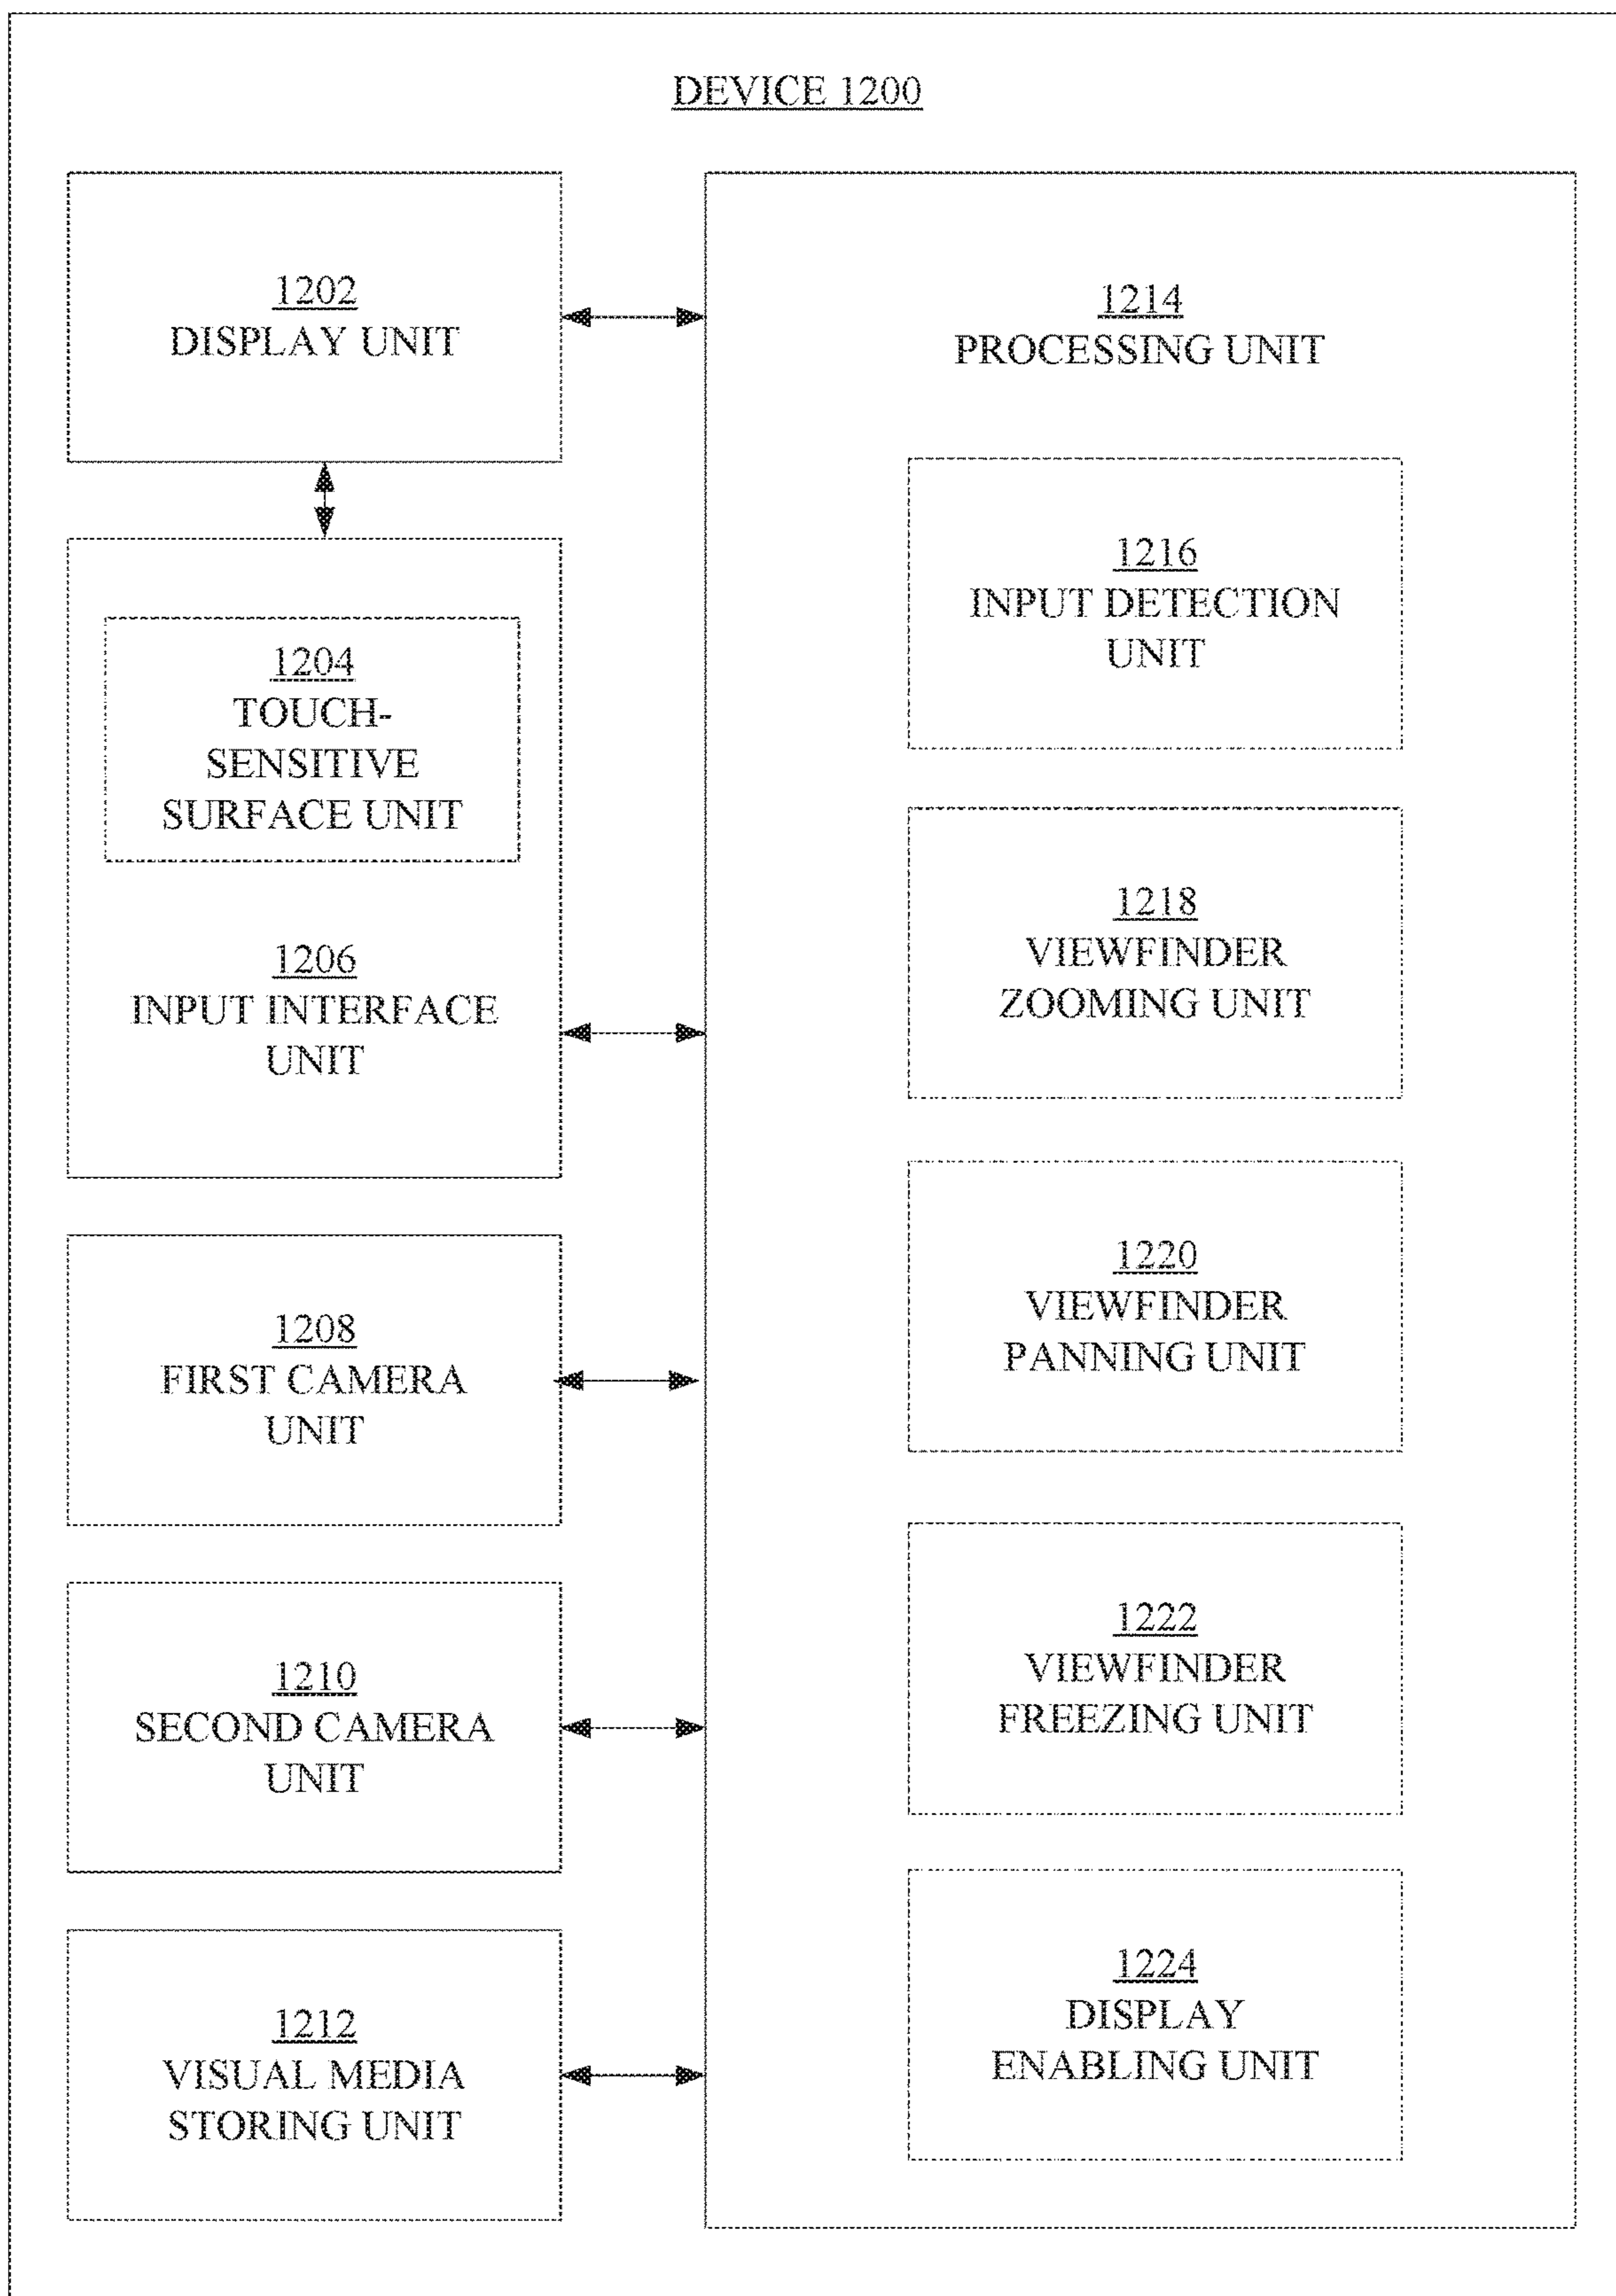 DEVICE 1200
1202
DISPLAY UNIT
1204
TOUCH-
SENSITIVE
SURFACE UNIT
1206
INPUT INTERFACE
UNIT
1208
FIRST CAMERA
UNIT
1210
SECOND CAMERA
UNIT
1212
VISUAL MEDIA
STORING UNIT
1214
PROCESSING UNIT
1216
INPUT DETECTION
UNIT
1218
VIEWFINDER
ZOOMING UNIT
1220
VIEWFINDER
PANNING UNIT
1222
VIEWFINDER
FREEZING UNIT
1224
DISPLAY
ENABLING UNIT